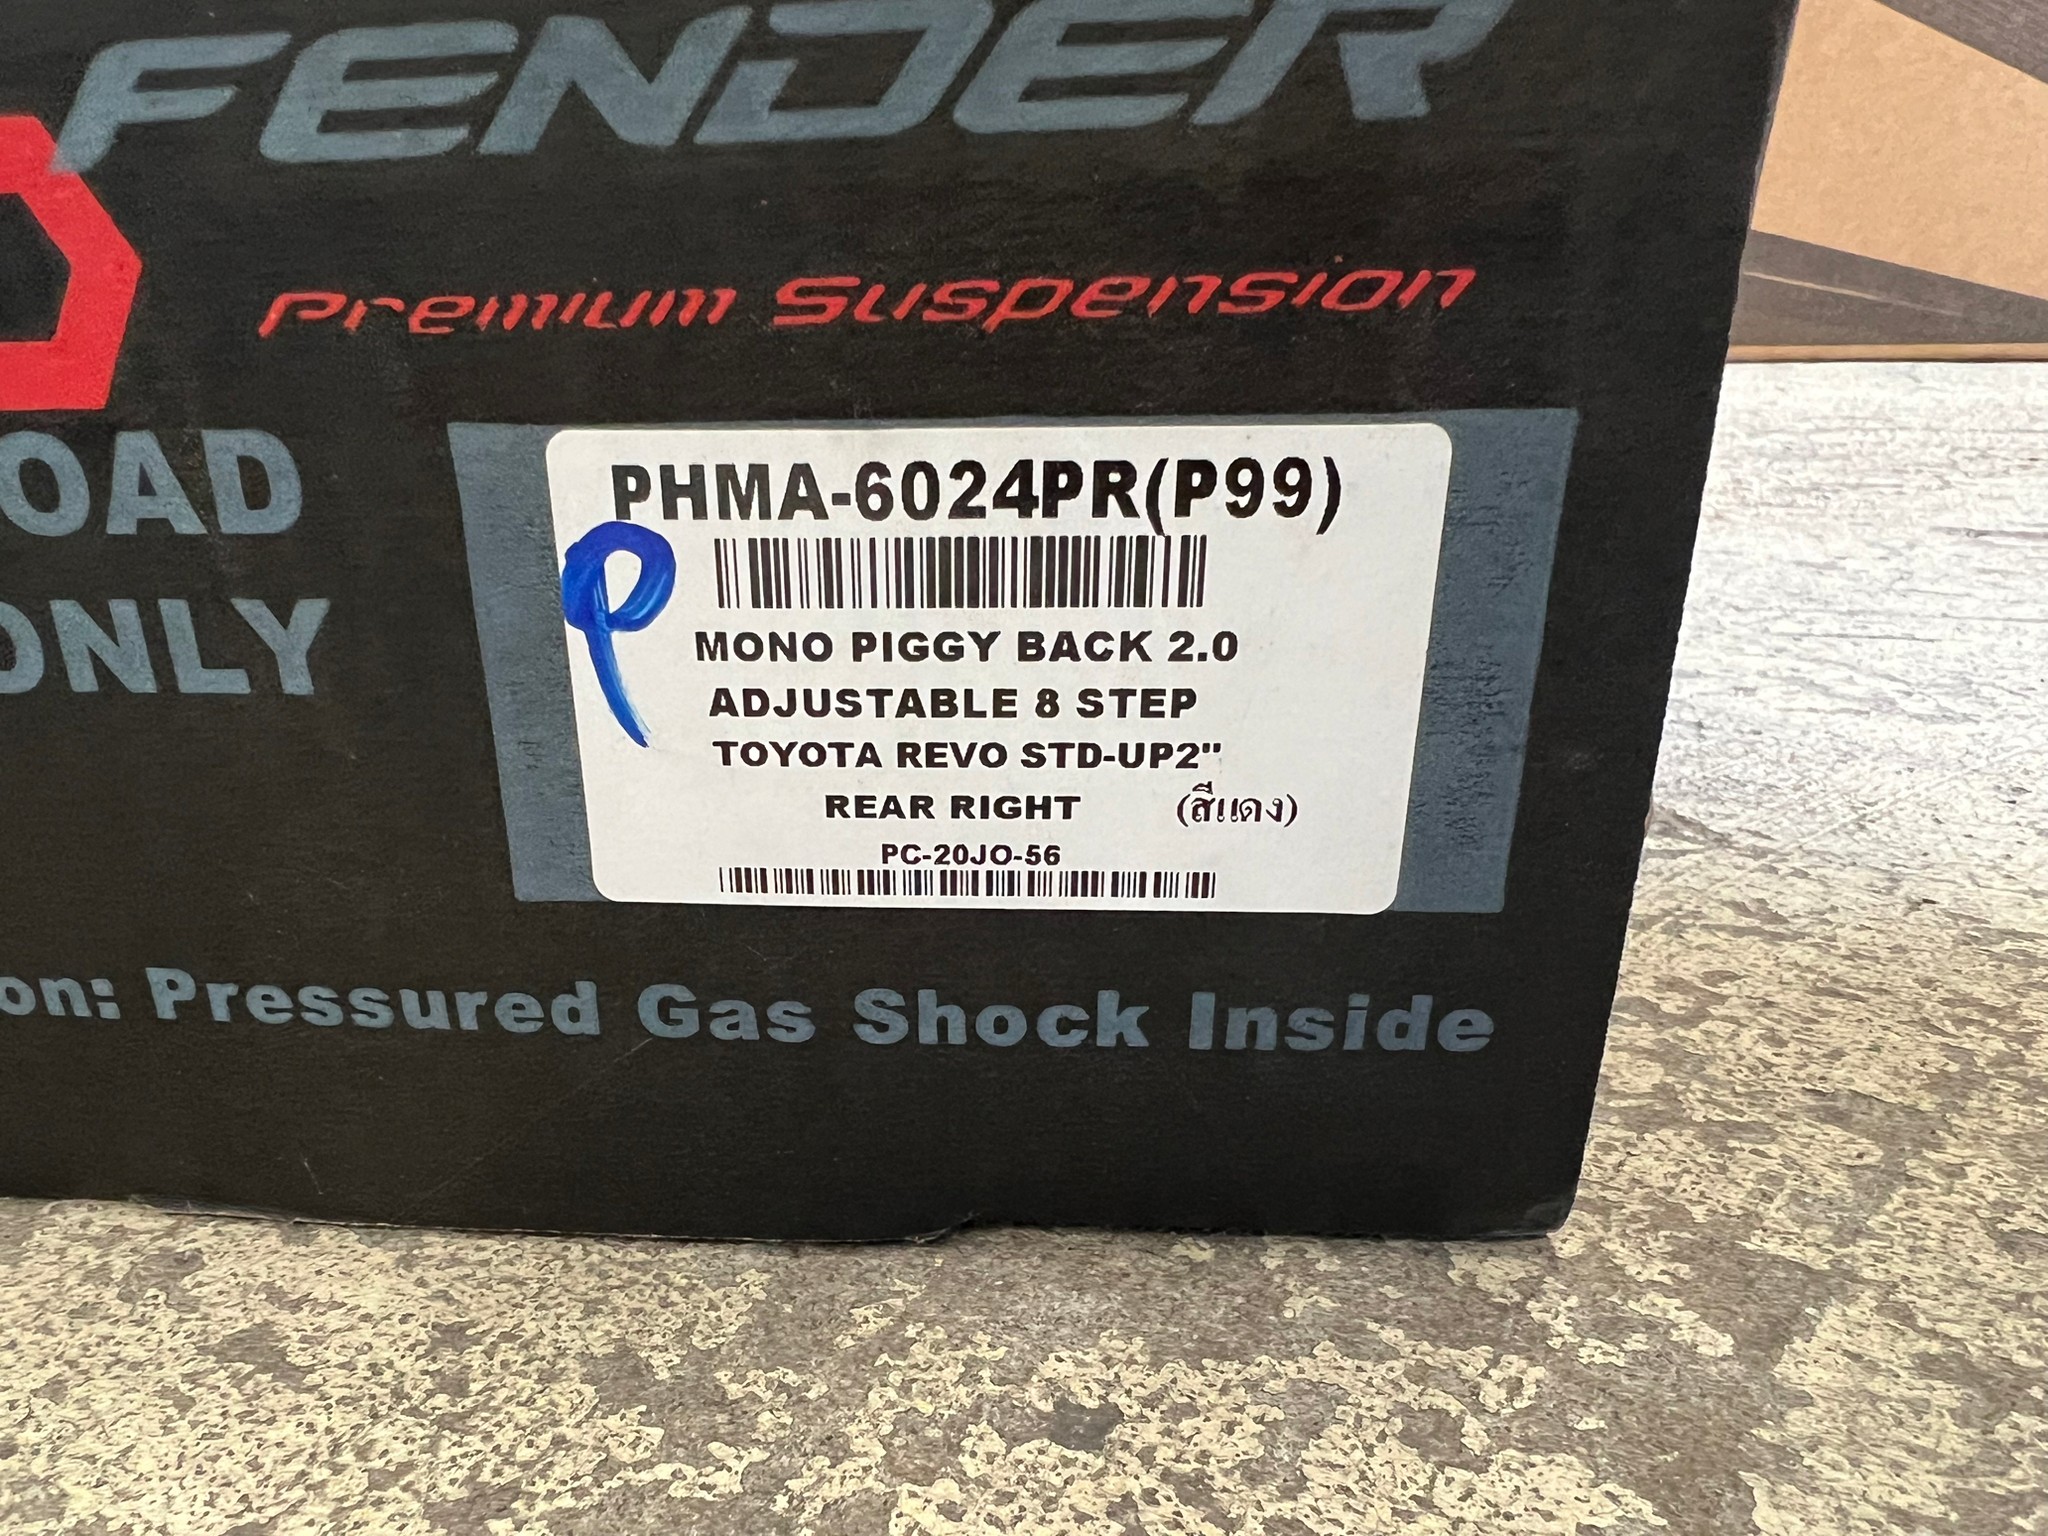 FENDER
Premium Suspension
OAD
ONLY
PHMA-6024PR(P99)
P
MONO PIGGY BACK 2.0
ADJUSTABLE 8 STEP
TOYOTA REVO STD-UP2"
REAR RIGHT (สีแดง)
PC-20JO-56
on: Pressured Gas Shock Inside